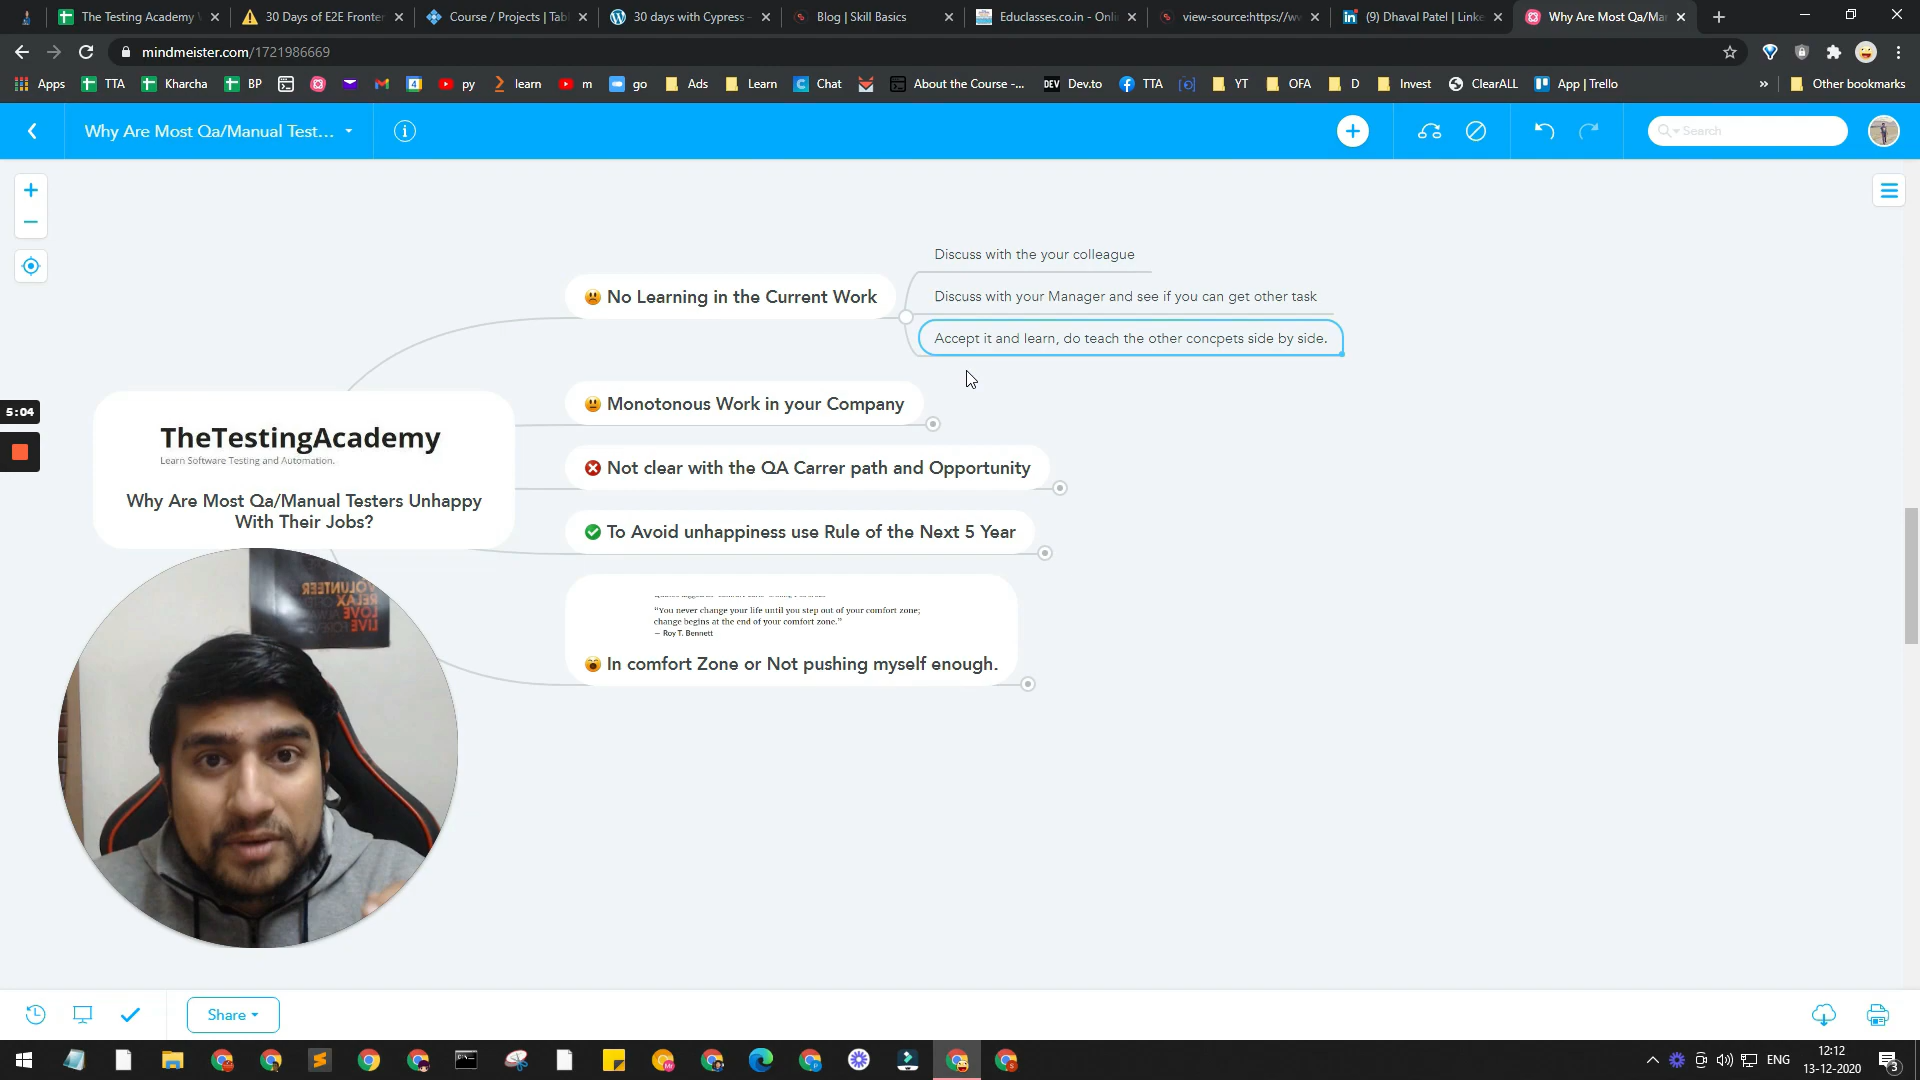 The Testing Academy
30 Days of E2E Fronter
Course / Projects | Tabl
30 days with Cypress -
Blog | Skill Basics
Educlasses.co.in - Onli
view-source:https://w
(9) Dhaval Patel | Linke
Why Are Most Qa/Ma
mindmeister.com/1721986669
Apps
TTA
Kharcha
BP
py
learn
m
go
Ads
Learn
Chat
About the Course -...
DEV
Dev.to
TTA
YT
OFA
D
Invest
ClearALL
App | Trello
»
Other bookmarks
Why Are Most Qa/Manual Test...
Search
Discuss with the your colleague
No Learning in the Current Work
Discuss with your Manager and see if you can get other task
Accept it and learn, do teach the other concpets side by side.
Monotonous Work in your Company
5:04
TheTestingAcademy
Learn Software Testing and Automation.
Not clear with the QA Carrer path and Opportunity
Why Are Most Qa/Manual Testers Unhappy
With Their Jobs?
To Avoid unhappiness use Rule of the Next 5 Year
VOLUNTEER
RELAX
LOVE
LIVE
“You never change your life until you step out of your comfort zone;
change begins at the end of your comfort zone.”
― Roy T. Bennett
In comfort Zone or Not pushing myself enough.
Share
ENG
12:12
13-12-2020
3